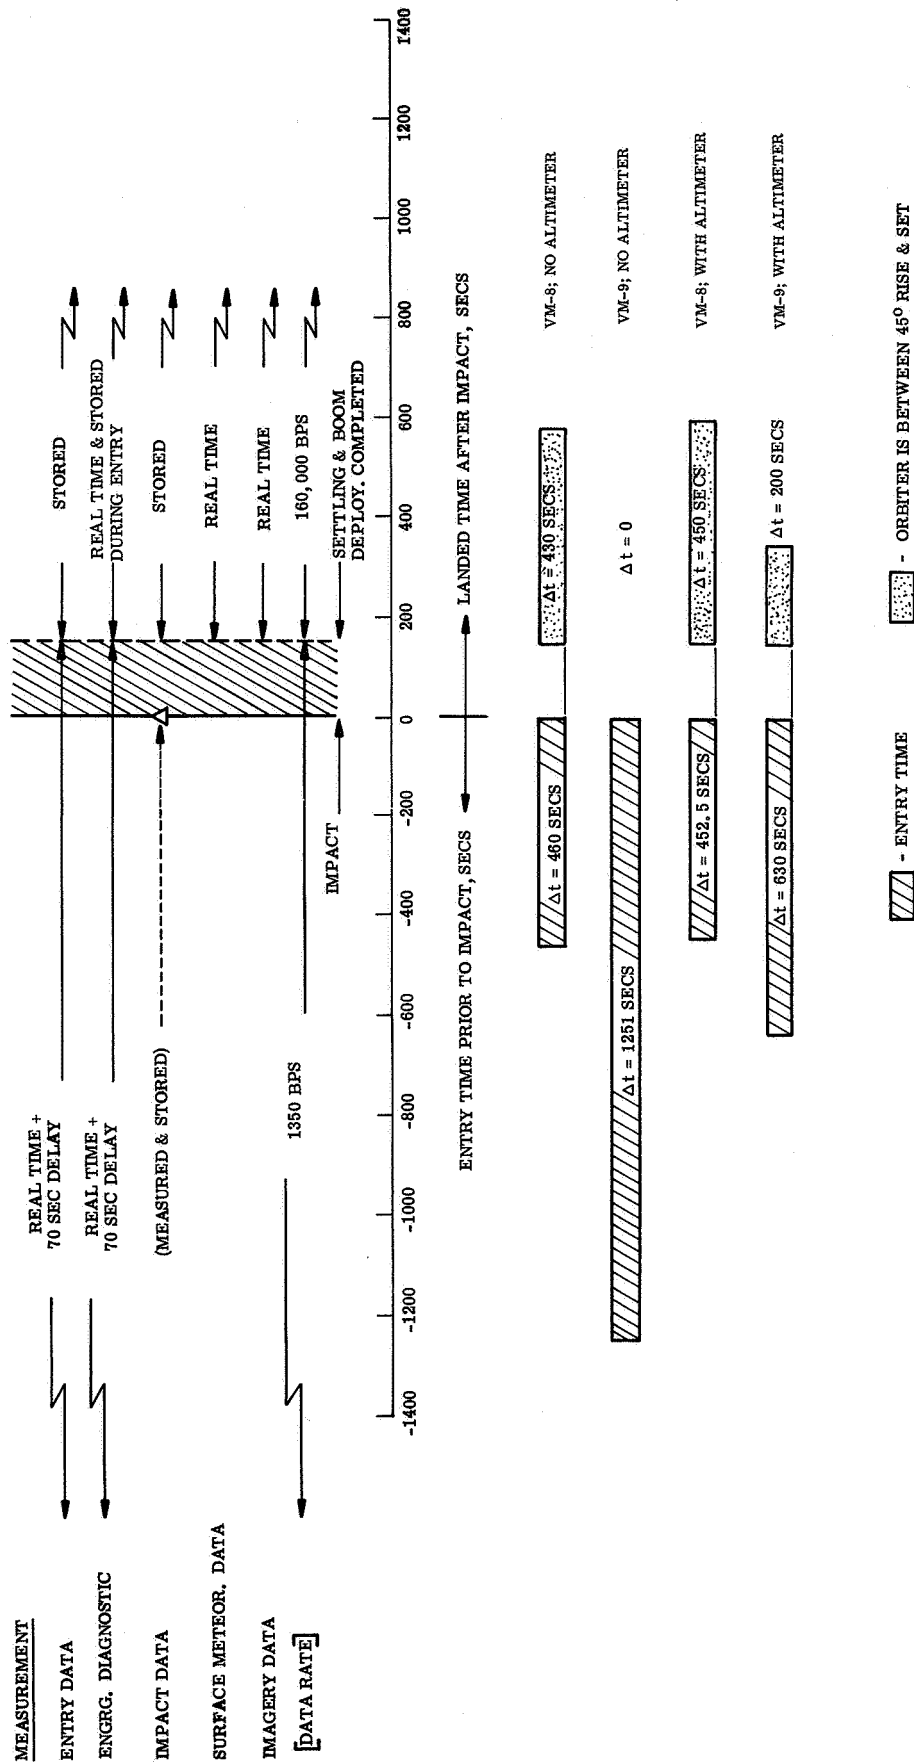 MEASUREMENT
ENTRY DATA
REAL TIME +
70 SEC DELAY
STORED
ENGRG. DIAGNOSTIC
REAL TIME +
70 SEC DELAY
REAL TIME & STORED
DURING ENTRY
IMPACT DATA
(MEASURED & STORED)
STORED
SURFACE METEOR. DATA
REAL TIME
IMAGERY DATA
REAL TIME
[DATA RATE]
1350 BPS
160,000 BPS
IMPACT
SETTLING & BOOM
DEPLOY. COMPLETED
-1400 -1200 -1000 -800 -600 -400 -200 0 200 400 600 800 1000 1200 1400
ENTRY TIME PRIOR TO IMPACT, SECS
LANDED TIME AFTER IMPACT, SECS
Δt = 460 SECS
Δt = 430 SECS
VM-8; NO ALTIMETER
Δt = 1251 SECS
Δt = 0
VM-9; NO ALTIMETER
Δt = 452.5 SECS
Δt = 450 SECS
VM-8; WITH ALTIMETER
Δt = 630 SECS
Δt = 200 SECS
VM-9; WITH ALTIMETER
- ENTRY TIME
- ORBITER IS BETWEEN 45⁰ RISE & SET